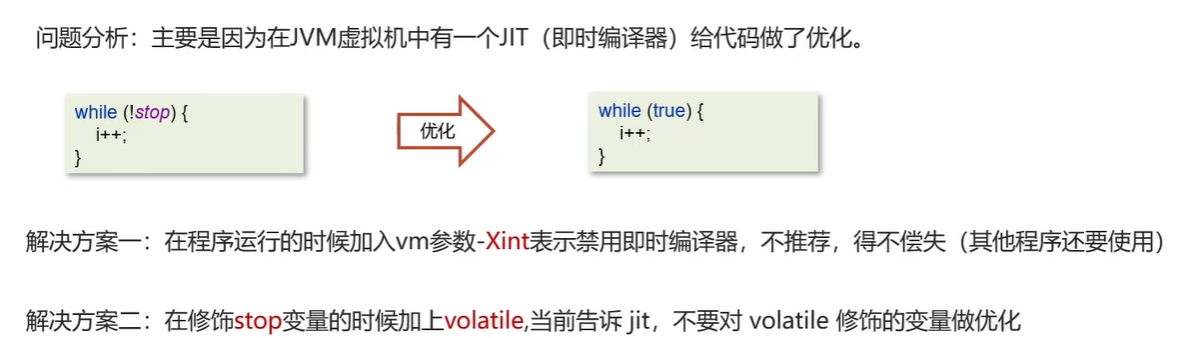 问题分析：主要是因为在JVM虚拟机中有一个JIT（即时编译器）给代码做了优化。
while (!stop) {
i++;
}
优化
while (true) {
i++;
}
解决方案一：在程序运行的时候加入vm参数-Xint表示禁用即时编译器，不推荐，得不偿失（其他程序还要使用）
解决方案二：在修饰stop变量的时候加上volatile,当前告诉 jit，不要对 volatile 修饰的变量做优化